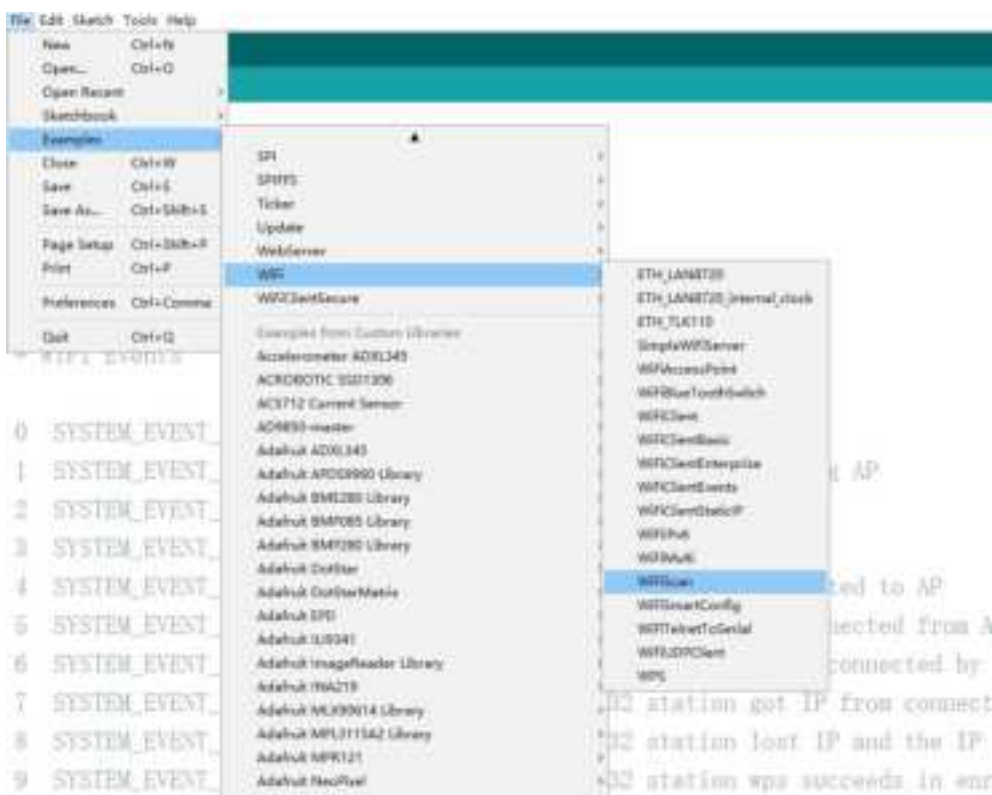 File Edit Sketch Tools Help
New Ctrl+N
Open... Ctrl+O
Open Recent
Sketchbook
Examples
Close Ctrl+W
Save Ctrl+S
Save As... Ctrl+Shift+S
Page Setup Ctrl+Shift+P
Print Ctrl+P
Preferences Ctrl+Comma
Quit Ctrl+Q
SPI
SPIFFS
Ticker
Update
WebServer
WiFi
WiFiClientSecure
Examples from Custom Libraries
Accelerometer ADXL345
ACROBOTIC SSD1306
ACS712 Current Sensor
AD9850-master
Adafruit ADXL345
Adafruit APDS9960 Library
Adafruit BME280 Library
Adafruit BMP085 Library
Adafruit BMP280 Library
Adafruit DotStar
Adafruit DotStarMatrix
Adafruit EPD
Adafruit ILI9341
Adafruit ImageReader Library
Adafruit INA219
Adafruit MLX90614 Library
Adafruit MPL3115A2 Library
Adafruit MPR121
Adafruit NeoPixel
ETH_LAN8720
ETH_LAN8720_internal_clock
ETH_TLK110
SimpleWiFiServer
WiFiAccessPoint
WiFiBlueToothSwitch
WiFiClient
WiFiClientBasic
WiFiClientEnterprise
WiFiClientEvents
WiFiClientStaticIP
WiFiIPv6
WiFiMulti
WiFiScan
WiFiSmartConfig
WiFiTelnetToSerial
WiFiUDPClient
WPS
* WiFi Events
0 SYSTEM_EVENT_
1 SYSTEM_EVENT_ AP
2 SYSTEM_EVENT_
3 SYSTEM_EVENT_
4 SYSTEM_EVENT_ ted to AP
5 SYSTEM_EVENT_ nected from A
6 SYSTEM_EVENT_ connected by
7 SYSTEM_EVENT_ 32 station got IP from connect
8 SYSTEM_EVENT_ 32 station lost IP and the IP
9 SYSTEM_EVENT_ 32 station wps succeeds in enr